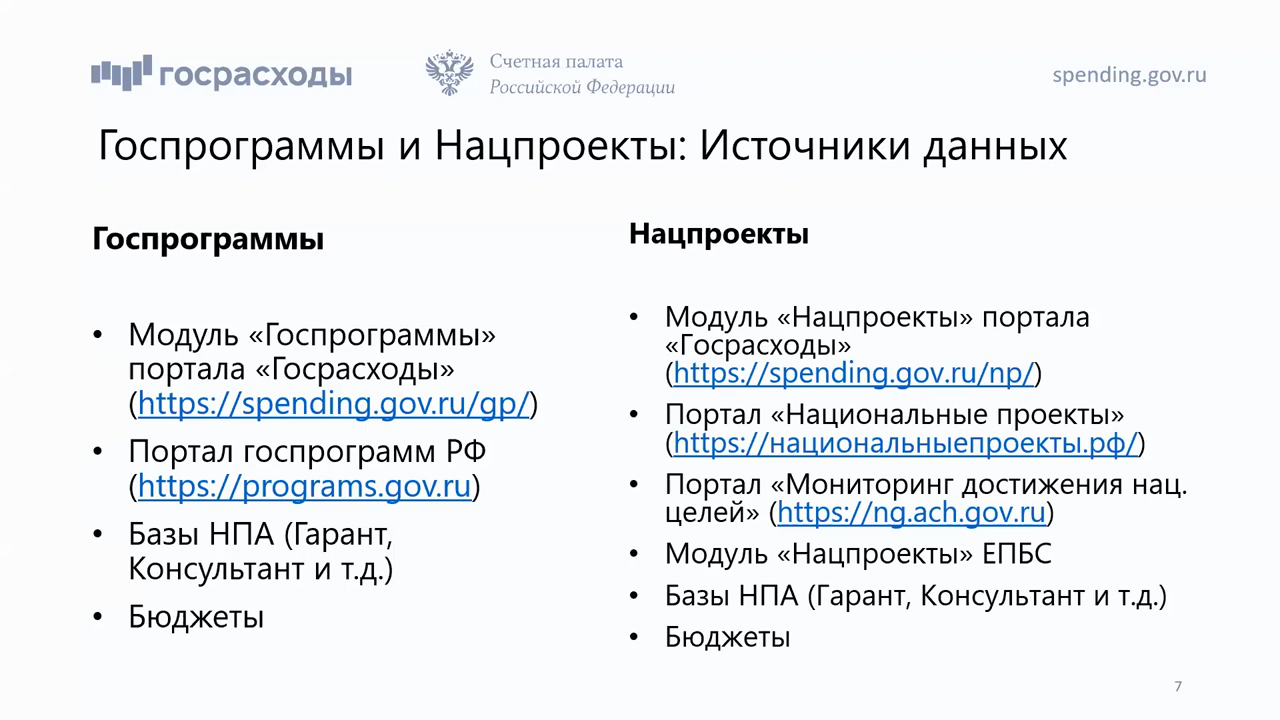 госрасходы
Счетная палата
Российской Федерации
spending.gov.ru
Госпрограммы и Нацпроекты: Источники данных
Госпрограммы
• Модуль «Госпрограммы»
портала «Госрасходы»
(https://spending.gov.ru/gp/)
• Портал госпрограмм РФ
(https://programs.gov.ru)
• Базы НПА (Гарант,
Консультант и т.д.)
• Бюджеты
Нацпроекты
• Модуль «Нацпроекты» портала
«Госрасходы»
(https://spending.gov.ru/np/)
• Портал «Национальные проекты»
(https://национальныепроекты.рф/)
• Портал «Мониторинг достижения нац.
целей» (https://ng.ach.gov.ru)
• Модуль «Нацпроекты» ЕПБС
• Базы НПА (Гарант, Консультант и т.д.)
• Бюджеты
7